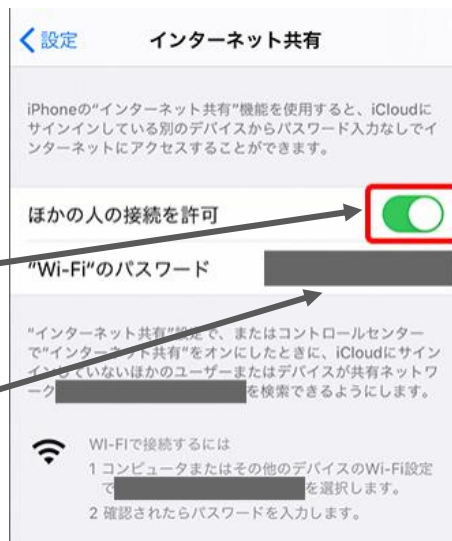 設定
インターネット共有
iPhoneの“インターネット共有”機能を使用すると、iCloudに
サインインしている別のデバイスからパスワード入力なしでイ
ンターネットにアクセスすることができます。
ほかの人の接続を許可
“Wi-Fi“のパスワード
“インターネット共有”設定で、またはコントロールセンター
で“インターネット共有”をオンにしたときに、iCloudにサイン
インしていないほかのユーザーまたはデバイスが共有ネットワ
ーク を検索できるようにします。
WI-FIで接続するには
1 コンピュータまたはその他のデバイスのWi-Fi設定
で を選択します。
2 確認されたらパスワードを入力します。